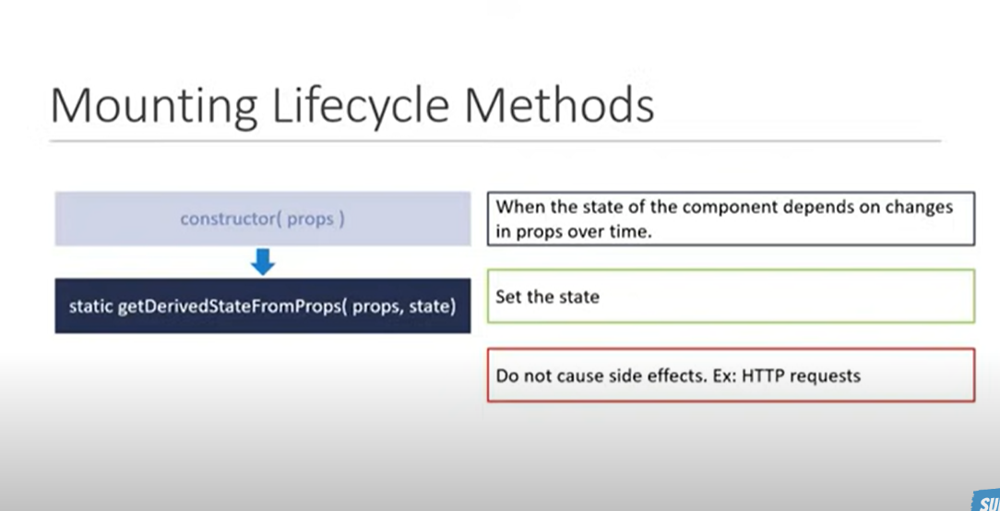 Mounting Lifecycle Methods
constructor( props )
static getDerivedStateFromProps( props, state)
When the state of the component depends on changes
in props over time.
Set the state
Do not cause side effects. Ex: HTTP requests